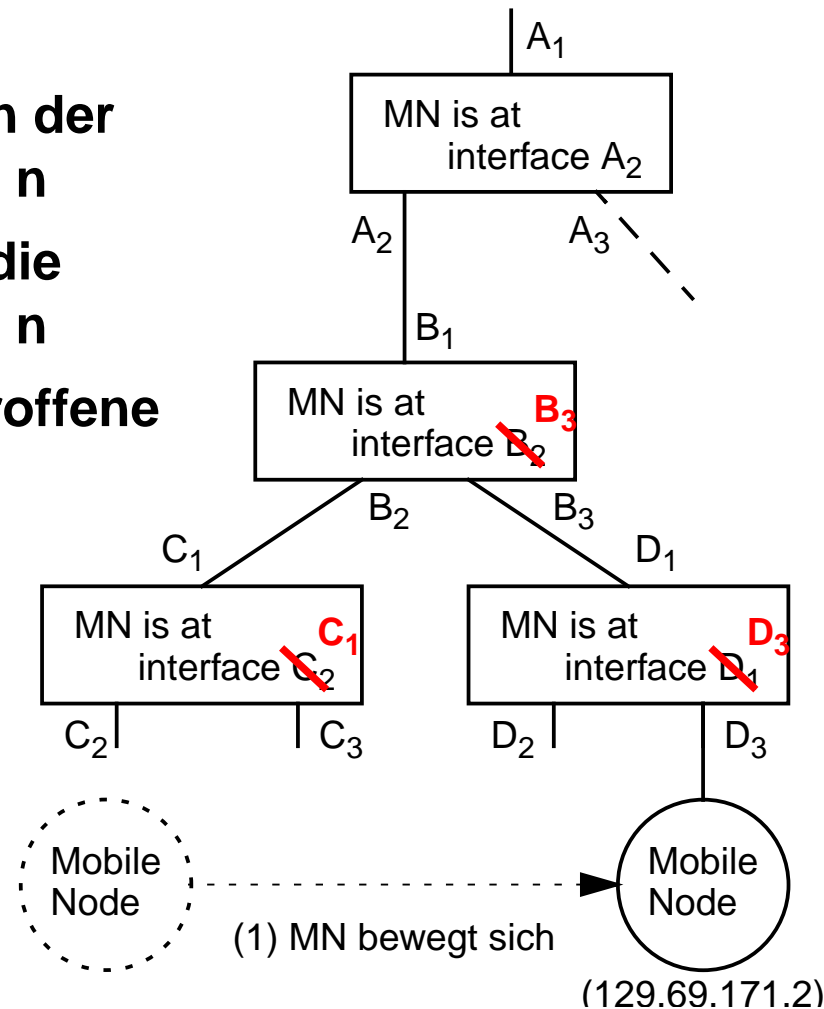 n der
n
die
n
offene
A1
MN is at
interface A2
A2
A3
B1
MN is at
interface B2
B3
B2
B3
C1
D1
MN is at
interface C2
C1
MN is at
interface D1
D3
C2
C3
D2
D3
Mobile
Node
(1) MN bewegt sich
Mobile
Node
(129.69.171.2)